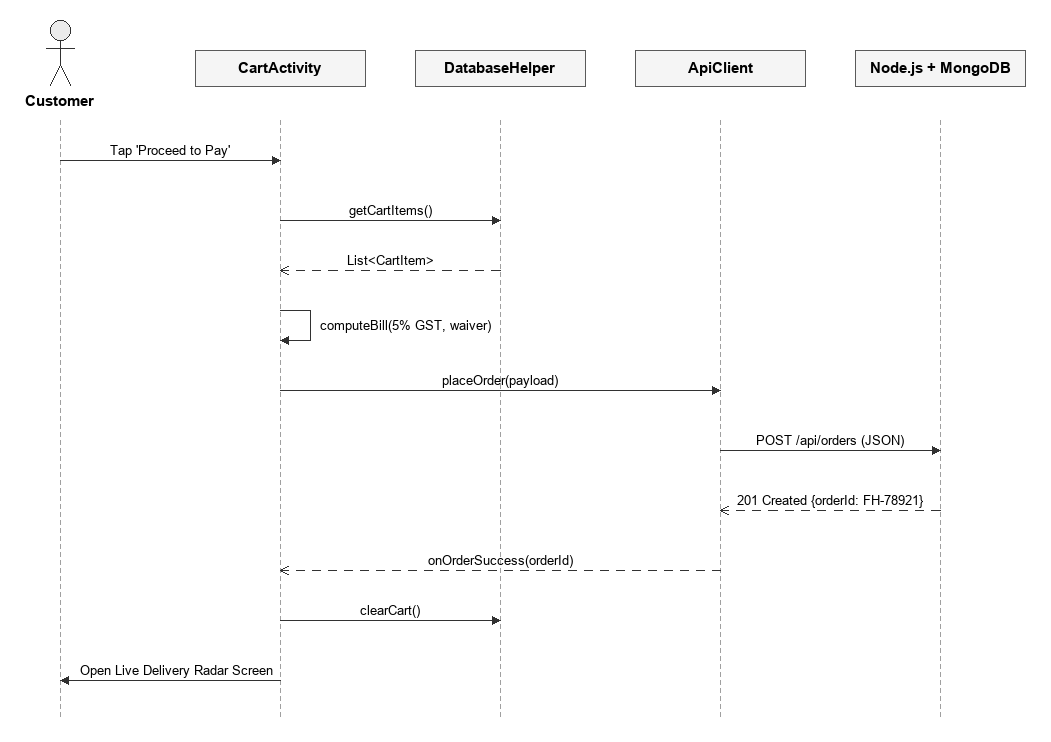 CartActivity
DatabaseHelper
ApiClient
Node.js + MongoDB
Customer
Tap 'Proceed to Pay'
getCartItems()
List<CartItem>
computeBill(5% GST, waiver)
placeOrder(payload)
POST /api/orders (JSON)
201 Created {orderId: FH-78921}
onOrderSuccess(orderId)
clearCart()
Open Live Delivery Radar Screen